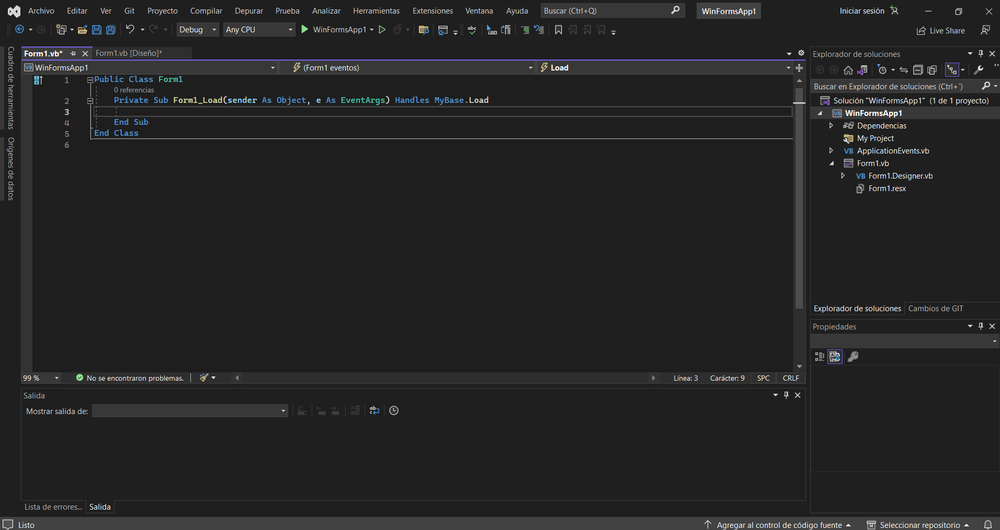 Archivo Editar Ver Git Proyecto Compilar Depurar Prueba Analizar Herramientas Extensiones Ventana Ayuda Buscar (Ctrl+Q) WinFormsApp1 Iniciar sesión
Debug Any CPU WinFormsApp1 Live Share
Cuadro de herramientas
Orígenes de datos
Form1.vb* Form1.vb [Diseño]*
VB WinFormsApp1 (Form1 eventos) Load
1 Public Class Form1
0 referencias
2 Private Sub Form1_Load(sender As Object, e As EventArgs) Handles MyBase.Load
3
4 End Sub
5 End Class
6
99 % No se encontraron problemas. Línea: 3 Carácter: 9 SPC CRLF
Salida
Mostrar salida de:
Lista de errores... Salida
Explorador de soluciones
Buscar en Explorador de soluciones (Ctrl+´)
Solución "WinFormsApp1" (1 de 1 proyecto)
VB WinFormsApp1
Dependencias
My Project
VB ApplicationEvents.vb
Form1.vb
VB Form1.Designer.vb
Form1.resx
Explorador de soluciones Cambios de GIT
Propiedades
Listo Agregar al control de código fuente Seleccionar repositorio